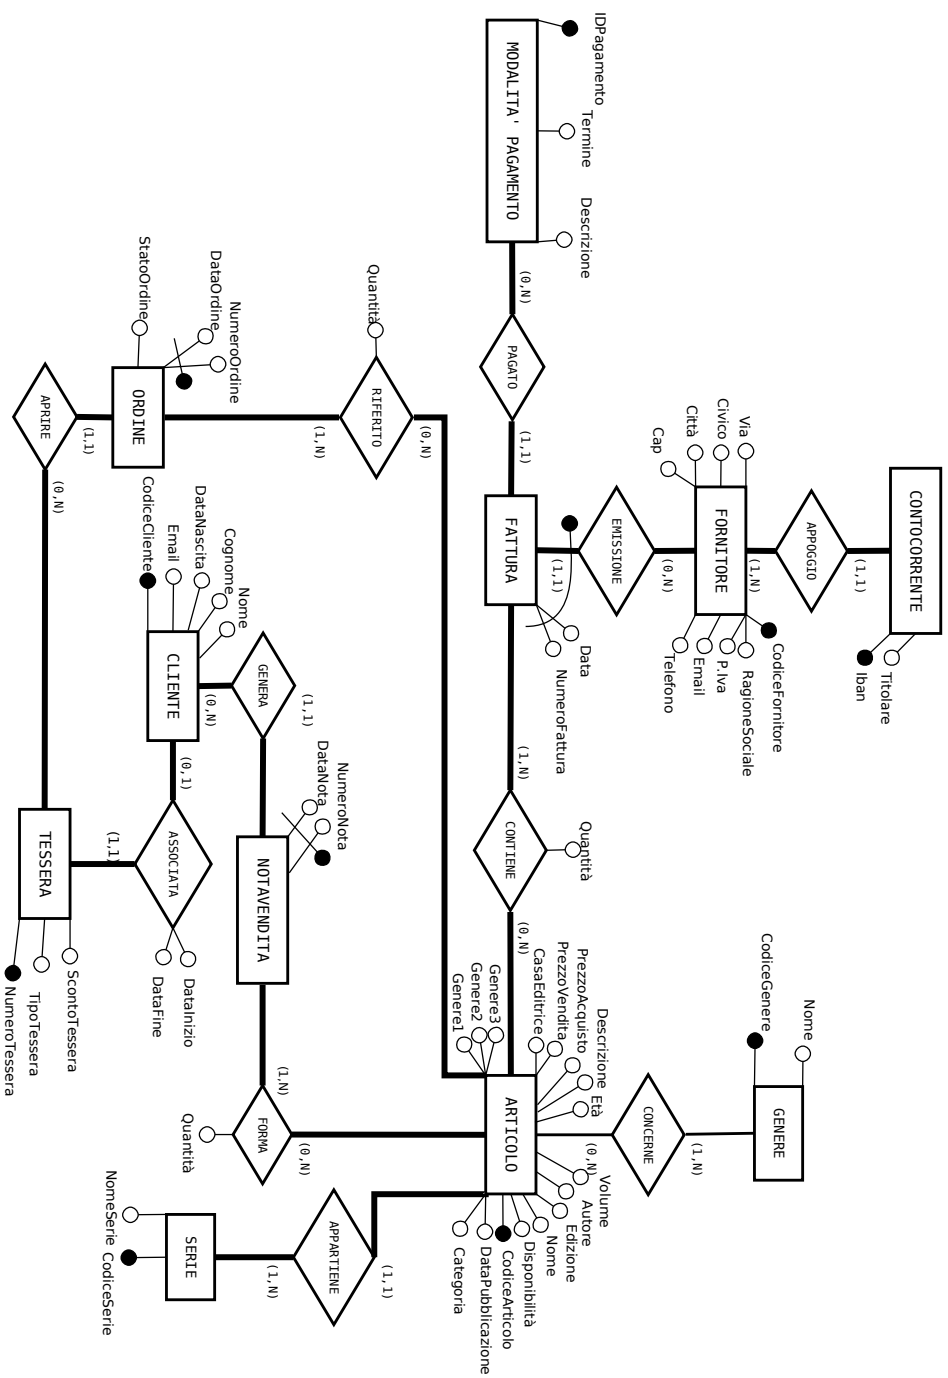 CONTOCORRENTE
Titolare
Iban
(1,1)
APPOGGIO
(1,N)
FORNITORE
Via
Civico
Città
Cap
CodiceFornitore
RagioneSociale
P.Iva
Email
Telefono
(0,N)
EMISSIONE
(1,1)
IDPagamento
Termine
Descrizione
MODALITA' PAGAMENTO
(0,N)
PAGATO
(1,1)
FATTURA
Data
NumeroFattura
(1,N)
CONTIENE
Quantità
(0,N)
Nome
CodiceGenere
GENERE
(1,N)
CONCERNE
(0,N)
ARTICOLO
Età
Descrizione
PrezzoAcquisto
PrezzoVendita
CasaEditrice
Genere3
Genere2
Genere1
Volume
Autore
Edizione
Nome
Disponibilità
CodiceArticolo
DataPubblicazione
Categoria
Quantità
RIFERITO
(0,N)
(1,N)
NumeroOrdine
DataOrdine
StatoOrdine
ORDINE
(1,1)
APRIRE
(0,N)
Nome
Cognome
DataNascita
Email
CodiceCliente
CLIENTE
(0,N)
GENERA
(1,1)
NumeroNota
DataNota
NOTAVENDITA
(1,N)
FORMA
Quantità
(0,N)
(0,1)
ASSOCIATA
DataInizio
DataFine
(1,1)
TESSERA
ScontoTessera
TipoTessera
NumeroTessera
(1,1)
APPARTIENE
(1,N)
SERIE
NomeSerie
CodiceSerie